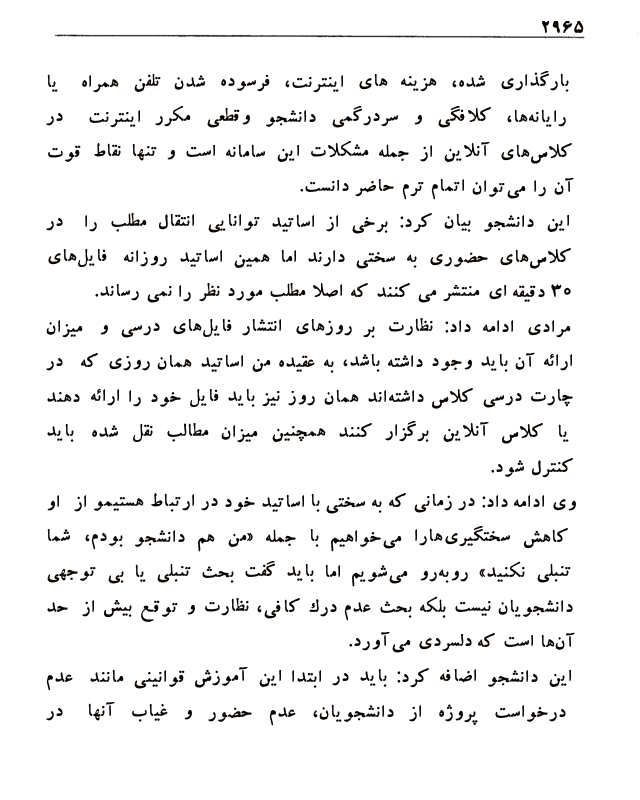 ۲۹۶۵
بارگذاری شده، هزینه های اینترنت، فرسوده شدن تلفن همراه یا
رایانه‌ها، کلافگی و سردرگمی دانشجو وقطعی مکرر اینترنت در
کلاس‌های آنلاین از جمله مشکلات این سامانه است و تنها نقاط قوت
آن را می‌توان اتمام ترم حاضر دانست.
این دانشجو بیان کرد: برخی از اساتید توانایی انتقال مطلب را در
کلاس‌های حضوری به سختی دارند اما همین اساتید روزانه فایل‌های
۳۰ دقیقه ای منتشر می کنند که اصلا مطلب مورد نظر را نمی رساند.
مرادی ادامه داد: نظارت بر روزهای انتشار فایل‌های درسی و میزان
ارائه آن باید وجود داشته باشد، به عقیده من اساتید همان روزی که در
چارت درسی کلاس داشته‌اند همان روز نیز باید فایل خود را ارائه دهند
یا کلاس آنلاین برگزار کنند همچنین میزان مطالب نقل شده باید
کنترل شود.
وی ادامه داد: در زمانی که به سختی با اساتید خود در ارتباط هستیمو از او
کاهش سختگیری‌هارا می‌خواهیم با جمله «من هم دانشجو بودم، شما
تنبلی نکنید» روبه‌رو می‌شویم اما باید گفت بحث تنبلی یا بی توجهی
دانشجویان نیست بلکه بحث عدم درك کافی، نظارت و توقع بیش از حد
آن‌ها است که دلسردی می‌آورد.
این دانشجو اضافه کرد: باید در ابتدا این آموزش قوانینی مانند عدم
درخواست پروژه از دانشجویان، عدم حضور و غیاب آنها در